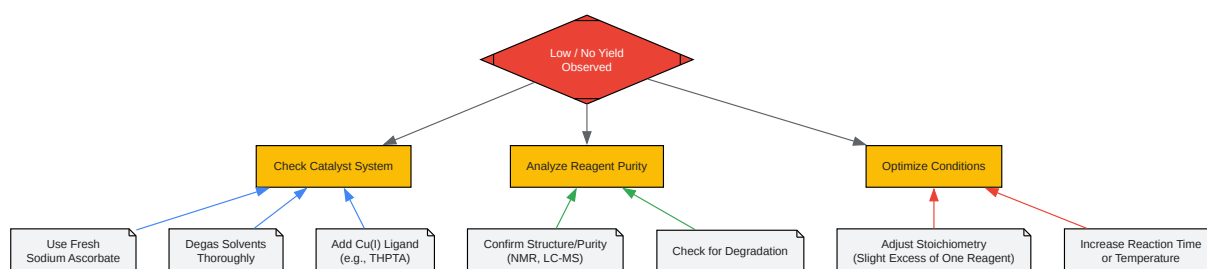 Low / No Yield
Observed
Check Catalyst System
Analyze Reagent Purity
Optimize Conditions
Use Fresh
Sodium Ascorbate
Degas Solvents
Thoroughly
Add Cu(I) Ligand
(e.g., THPTA)
Confirm Structure/Purity
(NMR, LC-MS)
Check for Degradation
Adjust Stoichiometry
(Slight Excess of One Reagent)
Increase Reaction Time
or Temperature